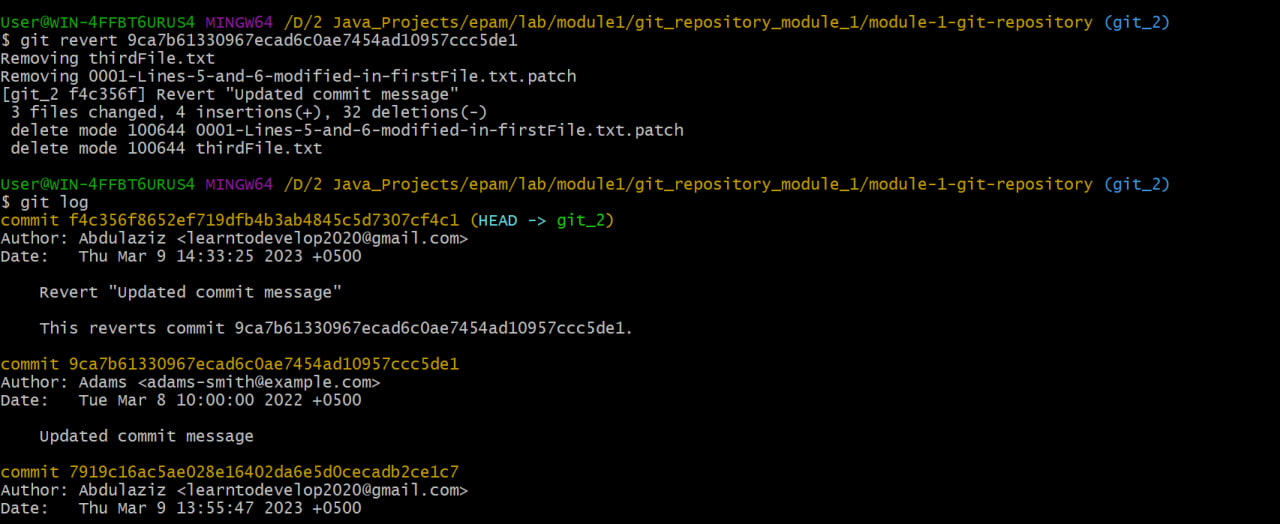 User@WIN-4FFBT6URUS4 MINGW64 /D/2 Java_Projects/epam/lab/module1/git_repository_module_1/module-1-git-repository (git_2)
$ git revert 9ca7b61330967ecad6c0ae7454ad10957ccc5de1
Removing thirdFile.txt
Removing 0001-Lines-5-and-6-modified-in-firstFile.txt.patch
[git_2 f4c356f] Revert "Updated commit message"
 3 files changed, 4 insertions(+), 32 deletions(-)
 delete mode 100644 0001-Lines-5-and-6-modified-in-firstFile.txt.patch
 delete mode 100644 thirdFile.txt
User@WIN-4FFBT6URUS4 MINGW64 /D/2 Java_Projects/epam/lab/module1/git_repository_module_1/module-1-git-repository (git_2)
$ git log
commit f4c356f8652ef719dfb4b3ab4845c5d7307cf4c1 (HEAD -> git_2)
Author: Abdulaziz <learntodevelop2020@gmail.com>
Date:   Thu Mar 9 14:33:25 2023 +0500
    Revert "Updated commit message"
    This reverts commit 9ca7b61330967ecad6c0ae7454ad10957ccc5de1.
commit 9ca7b61330967ecad6c0ae7454ad10957ccc5de1
Author: Adams <adams-smith@example.com>
Date:   Tue Mar 8 10:00:00 2022 +0500
    Updated commit message
commit 7919c16ac5ae028e16402da6e5d0cecadb2ce1c7
Author: Abdulaziz <learntodevelop2020@gmail.com>
Date:   Thu Mar 9 13:55:47 2023 +0500